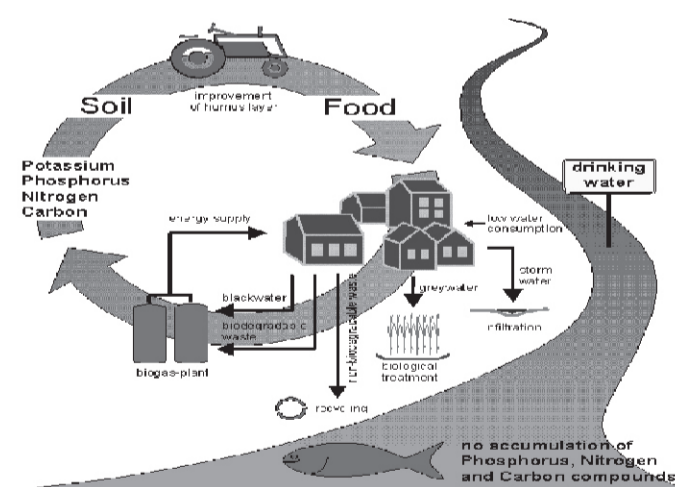 Soil
improvement
of humus layer
Food
Potassium
Phosphorus
Nitrogen
Carbon
drinking
water
energy supply
low water
consumption
storm
water
blackwater
greywater
biodegradable
waste
non-biodegradable waste
infiltration
biogas-plant
biological
treatment
recycling
no accumulation of
Phosphorus, Nitrogen
and Carbon compounds